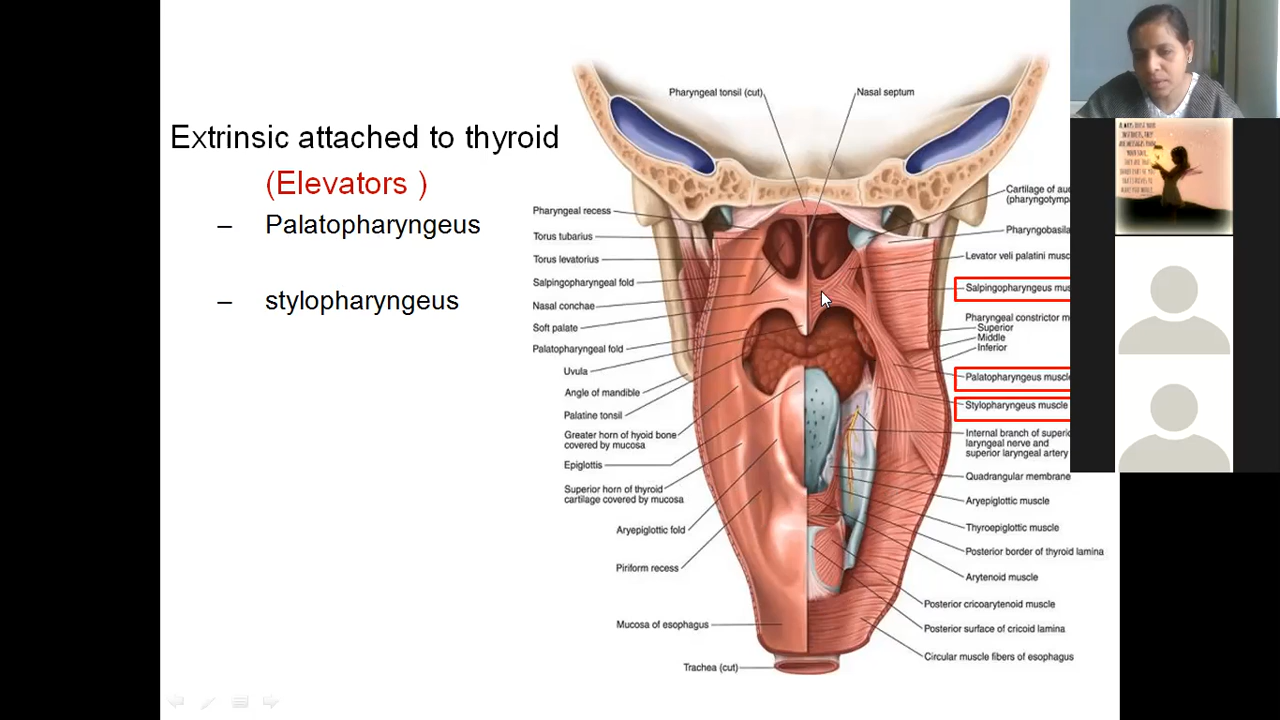 Extrinsic attached to thyroid
(Elevators )
– Palatopharyngeus
– stylopharyngeus
Pharyngeal tonsil (cut)
Nasal septum
Pharyngeal recess
Torus tubarius
Torus levatorius
Salpingopharyngeal fold
Nasal conchae
Soft palate
Palatopharyngeal fold
Uvula
Angle of mandible
Palatine tonsil
Greater horn of hyoid bone
covered by mucosa
Epiglottis
Superior horn of thyroid
cartilage covered by mucosa
Aryepiglottic fold
Piriform recess
Mucosa of esophagus
Trachea (cut)
Cartilage of au
(pharyngotymp
Pharyngobasila
Levator veli palatini musc
Salpingopharyngeus mus
Pharyngeal constrictor m
Superior
Middle
Inferior
Palatopharyngeus muscle
Stylopharyngeus muscle
Internal branch of superio
laryngeal nerve and
superior laryngeal artery
Quadrangular membrane
Aryepiglottic muscle
Thyroepiglottic muscle
Posterior border of thyroid lamina
Arytenoid muscle
Posterior cricoarytenoid muscle
Posterior surface of cricoid lamina
Circular muscle fibers of esophagus